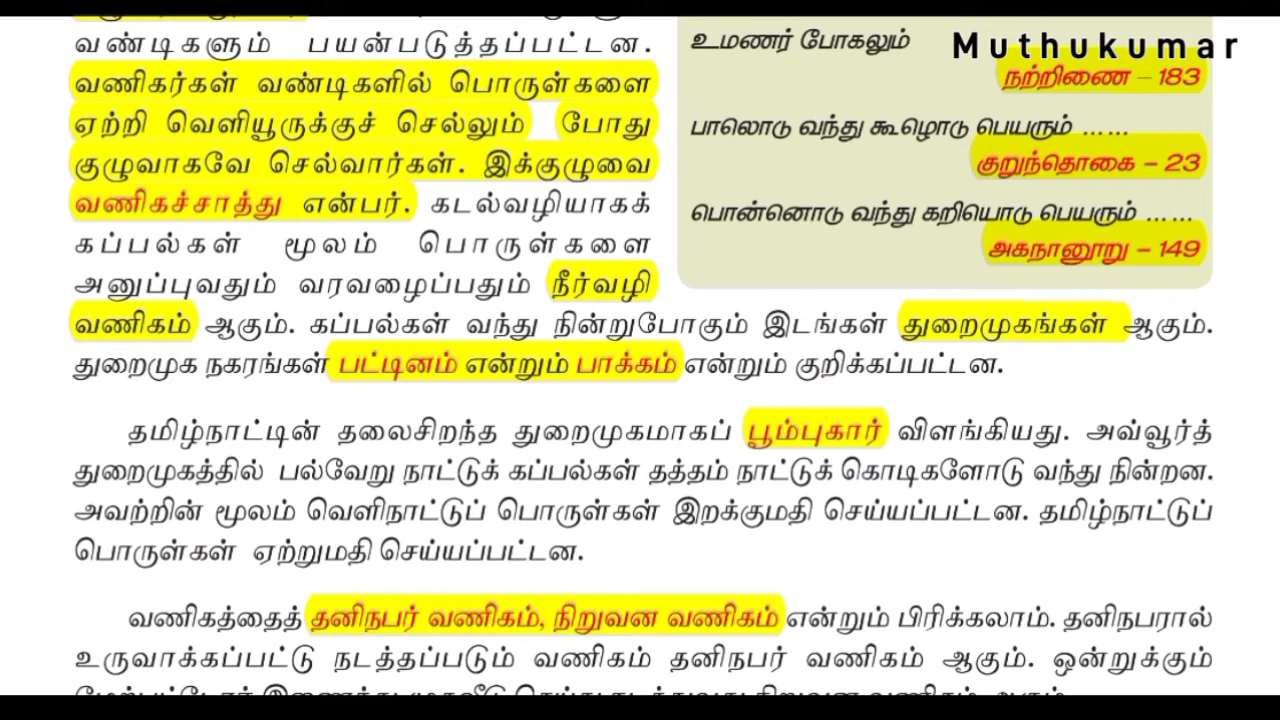 வண்டிகளும் பயன்படுத்தப்பட்டன.
வணிகர்கள் வண்டிகளில் பொருள்களை
ஏற்றி வெளியூருக்குச் செல்லும் போது
குழுவாகவே செல்வார்கள். இக்குழுவை
வணிகச்சாத்து என்பர். கடல்வழியாகக்
கப்பல்கள் மூலம் பொருள்களை
அனுப்புவதும் வரவழைப்பதும் நீர்வழி
வணிகம் ஆகும். கப்பல்கள் வந்து நின்றுபோகும் இடங்கள் துறைமுகங்கள் ஆகும்.
துறைமுக நகரங்கள் பட்டினம் என்றும் பாக்கம் என்றும் குறிக்கப்பட்டன.
உமணர் போகலும்
Muthukumar
நற்றிணை – 183
பாலொடு வந்து கூழொடு பெயரும் ... ...
குறுந்தொகை – 23
பொன்னொடு வந்து கறியொடு பெயரும் ... ...
அகநானூறு – 149
தமிழ்நாட்டின் தலைசிறந்த துறைமுகமாகப் பூம்புகார் விளங்கியது. அவ்வூர்த்
துறைமுகத்தில் பல்வேறு நாட்டுக் கப்பல்கள் தத்தம் நாட்டுக் கொடிகளோடு வந்து நின்றன.
அவற்றின் மூலம் வெளிநாட்டுப் பொருள்கள் இறக்குமதி செய்யப்பட்டன. தமிழ்நாட்டுப்
பொருள்கள் ஏற்றுமதி செய்யப்பட்டன.
வணிகத்தைத் தனிநபர் வணிகம், நிறுவன வணிகம் என்றும் பிரிக்கலாம். தனிநபரால்
உருவாக்கப்பட்டு நடத்தப்படும் வணிகம் தனிநபர் வணிகம் ஆகும். ஒன்றுக்கும்